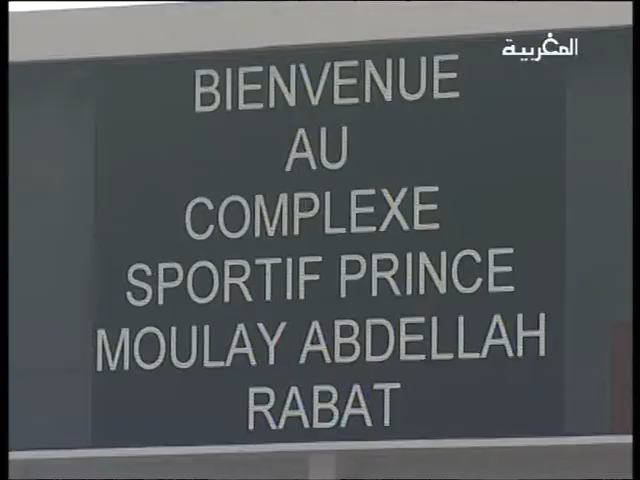 المغربية
BIENVENUE
AU
COMPLEXE
SPORTIF PRINCE
MOULAY ABDELLAH
RABAT